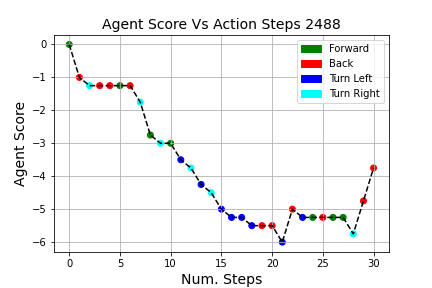 Agent Score Vs Action Steps 2488
Forward
Back
Turn Left
Turn Right
Agent Score
0
−1
−2
−3
−4
−5
−6
0 5 10 15 20 25 30
Num. Steps